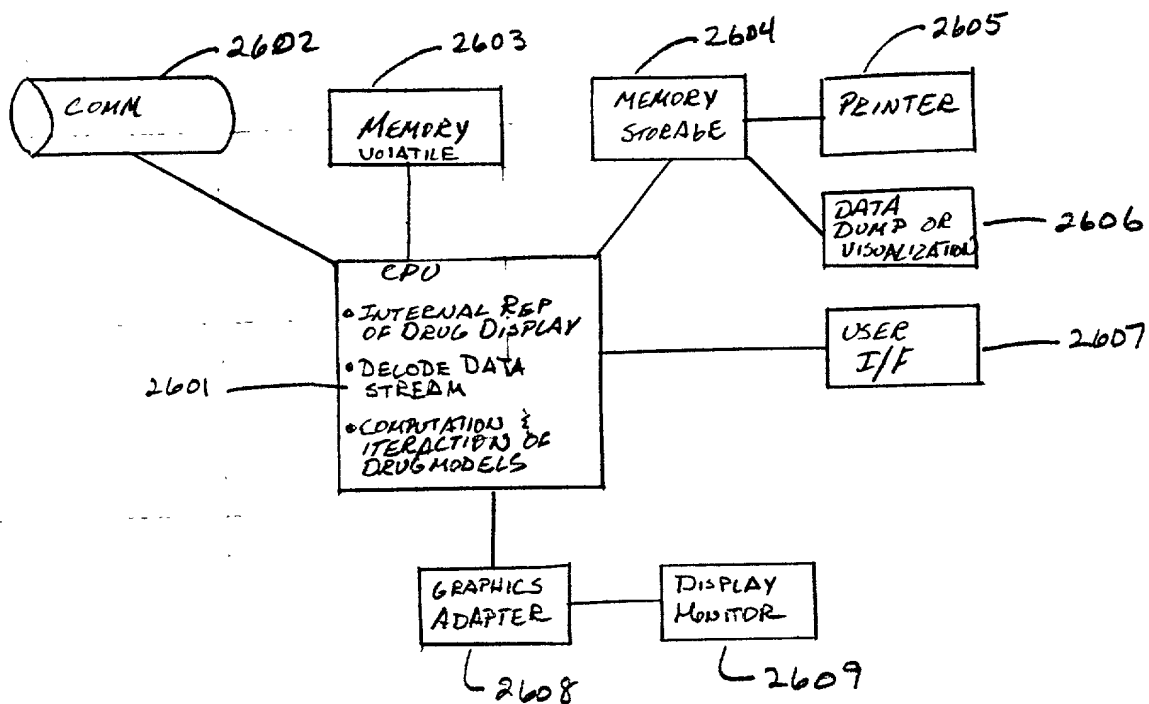 2602
2603
2604
2605
COMM
MEMORY
VOLATILE
MEMORY
STORAGE
PRINTER
DATA
DUMP OR
VISUALIZATION
2606
CPU
• INTERNAL REP
OF DRUG DISPLAY
• DECODE DATA
STREAM
• COMPUTATION &
ITERACTION OF
DRUG MODELS
2601
USER
I/F
2607
GRAPHICS
ADAPTER
DISPLAY
MONITOR
2608
2609